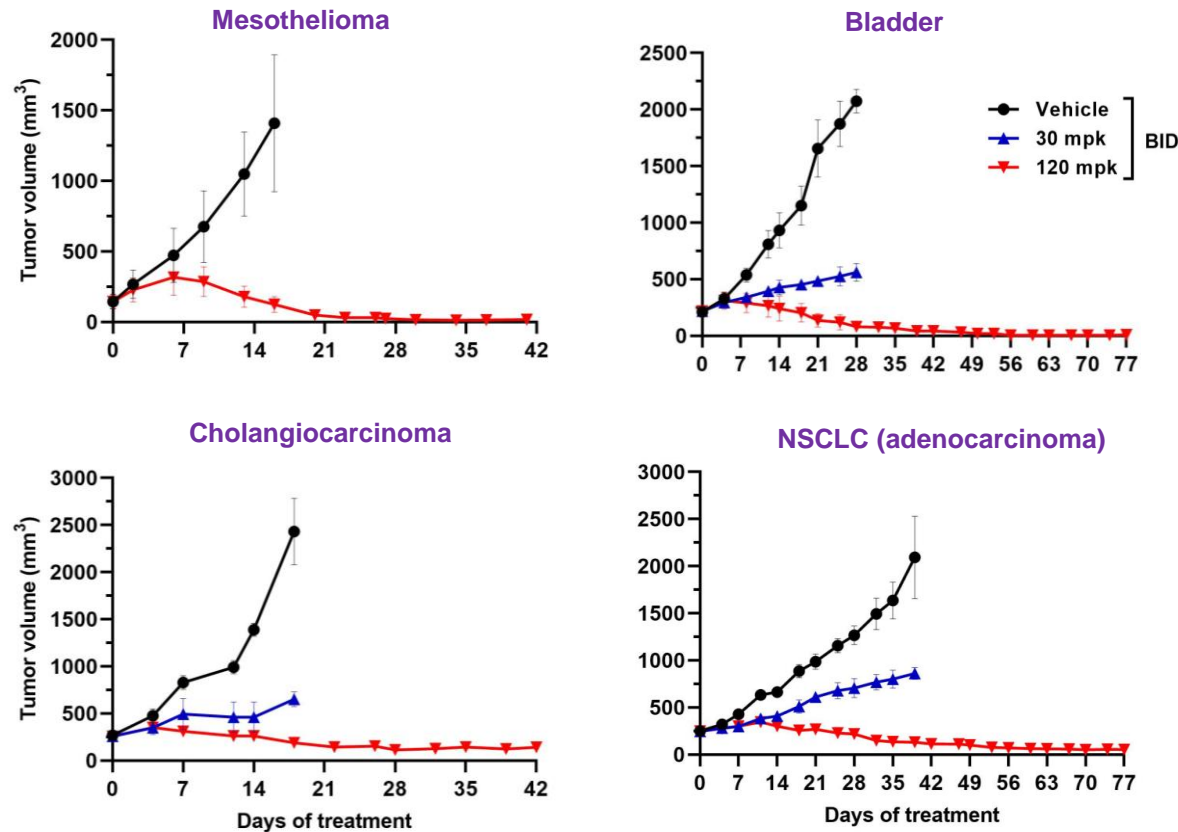 Mesothelioma
Tumor volume (mm³)
2000
1500
1000
500
0
0 7 14 21 28 35 42
Bladder
2500
2000
1500
1000
500
0
0 7 14 21 28 35 42 49 56 63 70 77
Vehicle
30 mpk
120 mpk
BID
Cholangiocarcinoma
Tumor volume (mm³)
3000
2500
2000
1500
1000
500
0
0 7 14 21 28 35 42
Days of treatment
NSCLC (adenocarcinoma)
3000
2500
2000
1500
1000
500
0
0 7 14 21 28 35 42 49 56 63 70 77
Days of treatment